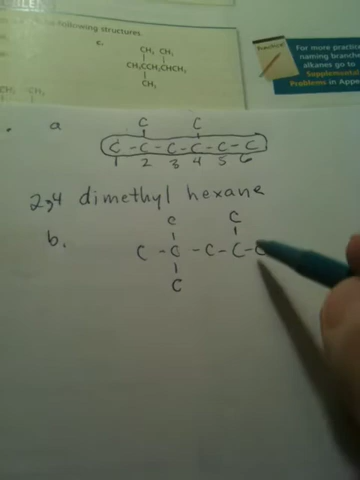 following structures.
c.
CH₃ CH₃
CH₃CCH₂CHCH₃
CH₃
Practice
For more practice
naming branched
alkanes go to
Supplemental
Problems in Appe
a
C C
C - C - C - C - C - C
1 2 3 4 5 6
2,4 dimethyl hexane
b.
C C
C - C - C - C - C
C